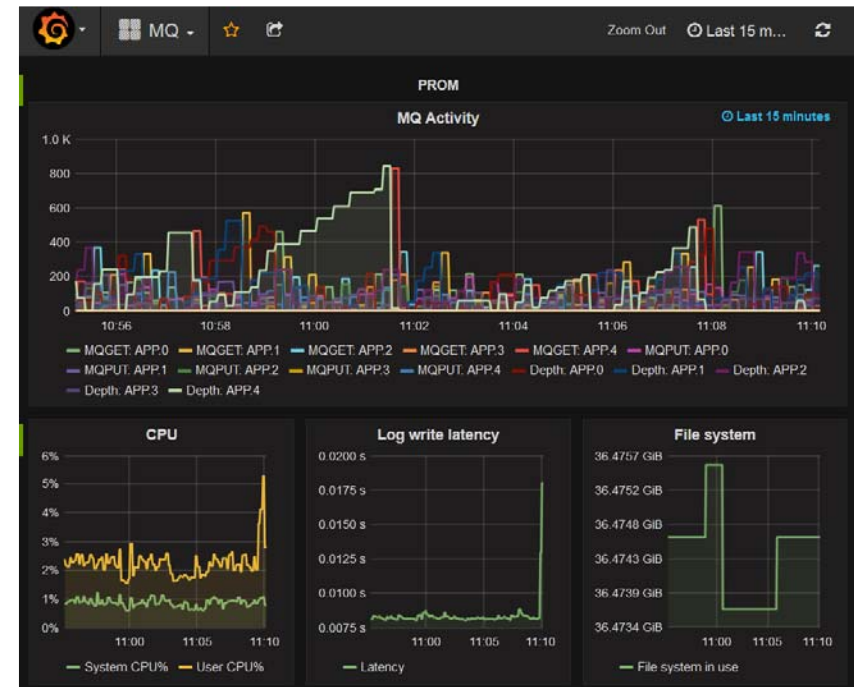 MQ
Zoom Out
Last 15 m...
PROM
MQ Activity
Last 15 minutes
1.0 K
800
600
400
200
0
10:56 10:58 11:00 11:02 11:04 11:06 11:08 11:10
MQGET: APP.0 MQGET: APP.1 MQGET: APP.2 MQGET: APP.3 MQGET: APP.4 MQPUT: APP.0
MQPUT: APP.1 MQPUT: APP.2 MQPUT: APP.3 MQPUT: APP.4 Depth: APP.0 Depth: APP.1 Depth: APP.2
Depth: APP.3 Depth: APP.4
CPU
6%
5%
4%
3%
2%
1%
0%
11:00 11:05 11:10
System CPU% User CPU%
Log write latency
0.0200 s
0.0175 s
0.0150 s
0.0125 s
0.0100 s
0.0075 s
11:00 11:05 11:10
Latency
File system
36.4757 GiB
36.4752 GiB
36.4748 GiB
36.4743 GiB
36.4739 GiB
36.4734 GiB
11:00 11:05 11:10
File system in use